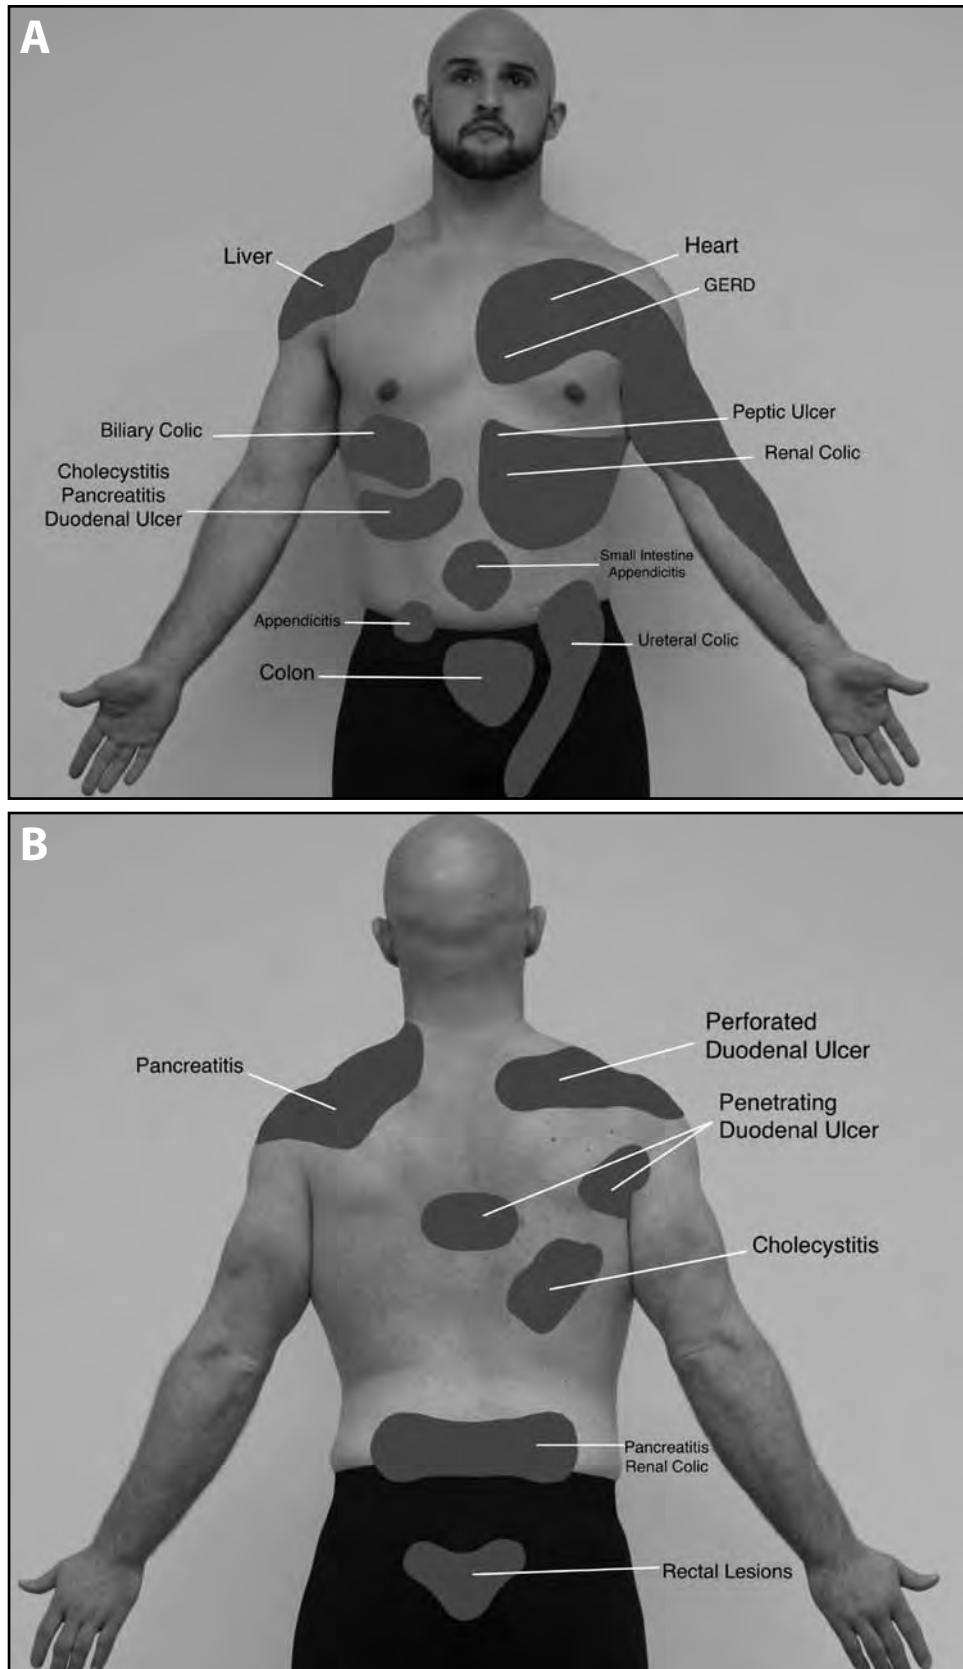 A
Liver
Heart
GERD
Biliary Colic
Peptic Ulcer
Renal Colic
Cholecystitis
Pancreatitis
Duodenal Ulcer
Small Intestine
Appendicitis
Appendicitis
Ureteral Colic
Colon
B
Perforated
Duodenal Ulcer
Pancreatitis
Penetrating
Duodenal Ulcer
Cholecystitis
Pancreatitis
Renal Colic
Rectal Lesions